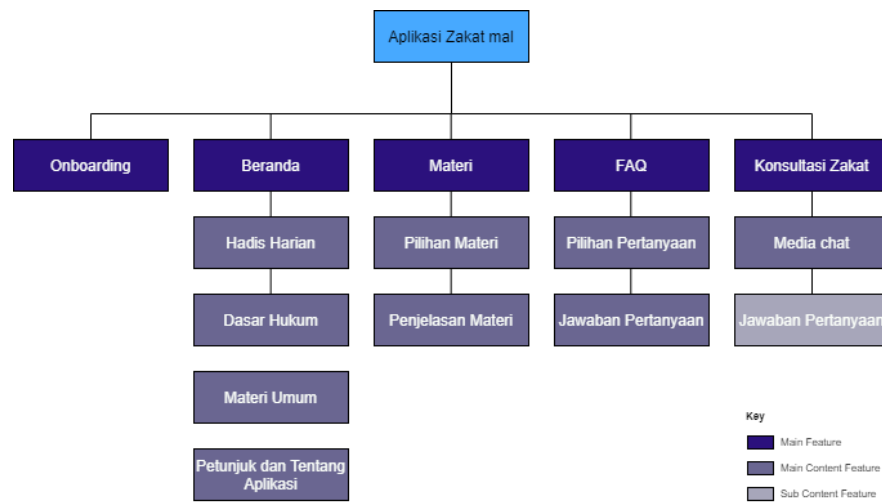 Aplikasi Zakat mal
Onboarding
Beranda
Materi
FAQ
Konsultasi Zakat
Hadis Harian
Pilihan Materi
Pilihan Pertanyaan
Media chat
Dasar Hukum
Penjelasan Materi
Jawaban Pertanyaan
Jawaban Pertanyaan
Materi Umum
Petunjuk dan Tentang
Aplikasi
Key
Main Feature
Main Content Feature
Sub Content Feature